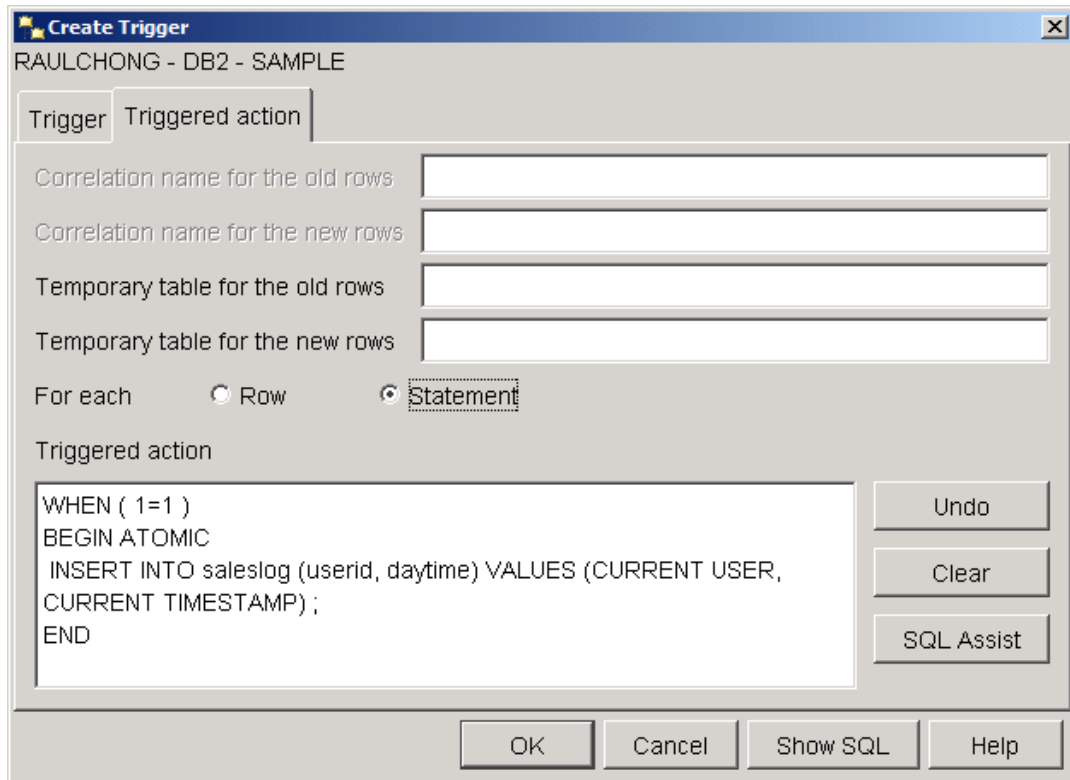 Create Trigger
RAULCHONG - DB2 - SAMPLE
Trigger
Triggered action
Correlation name for the old rows
Correlation name for the new rows
Temporary table for the old rows
Temporary table for the new rows
For each Row Statement
Triggered action
WHEN ( 1=1 )
BEGIN ATOMIC
INSERT INTO saleslog (userid, daytime) VALUES (CURRENT USER,
CURRENT TIMESTAMP) ;
END
Undo
Clear
SQL Assist
OK
Cancel
Show SQL
Help